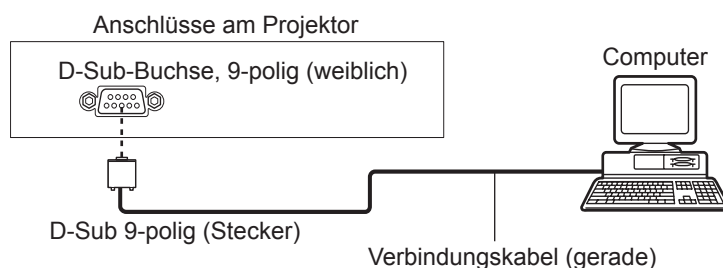 Anschlüsse am Projektor
D-Sub-Buchse, 9-polig (weiblich)
Computer
D-Sub 9-polig (Stecker)
Verbindungskabel (gerade)